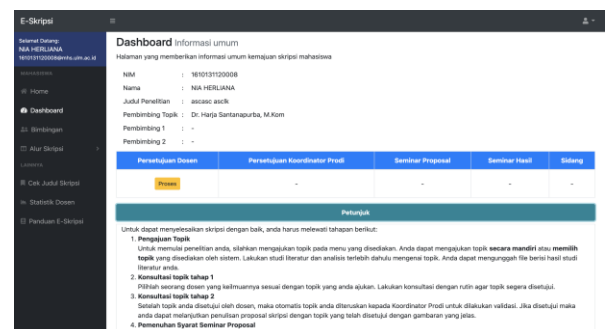 E-Skripsi
Selamat Datang:
NIA HERLIANA
1610131120008@mhs.ulm.ac.id
MAHASISWA
Home
Dashboard
Bimbingan
Alur Skripsi
LAINNYA
Cek Judul Skripsi
Statistik Dosen
Panduan E-Skripsi
Dashboard Informasi umum
Halaman yang memberikan informasi umum kemajuan skripsi mahasiswa
NIM : 1610131120008
Nama : NIA HERLIANA
Judul Penelitian : ascasc asclk
Pembimbing Topik : Dr. Harja Santanapurba, M.Kom
Pembimbing 1 : -
Pembimbing 2 : -
Persetujuan Dosen Persetujuan Koordinator Prodi Seminar Proposal Seminar Hasil Sidang
Proses - - - -
Petunjuk
Untuk dapat menyelesaikan skripsi dengan baik, anda harus melewati tahapan berikut:
1. Pengajuan Topik
Untuk memulai penelitian anda, silahkan mengajukan topik pada menu yang disediakan. Anda dapat mengajukan topik secara mandiri atau memilih
topik yang disediakan oleh sistem. Lakukan studi literatur dan analisis terlebih dahulu mengenai topik. Anda dapat mengunggah file berisi hasil studi
literatur anda.
2. Konsultasi topik tahap 1
Pilihlah seorang dosen yang keilmuannya sesuai dengan topik yang anda ajukan. Lakukan konsultasi dengan rutin agar topik segera disetujui.
3. Konsultasi topik tahap 2
Setelah topik anda disetujui oleh dosen, maka otomatis topik anda diteruskan kepada Koordinator Prodi untuk dilakukan validasi. Jika disetujui maka
anda dapat melanjutkan penulisan proposal skripsi dengan topik yang telah disetujui dengan gambaran yang jelas.
4. Pemenuhan Syarat Seminar Proposal